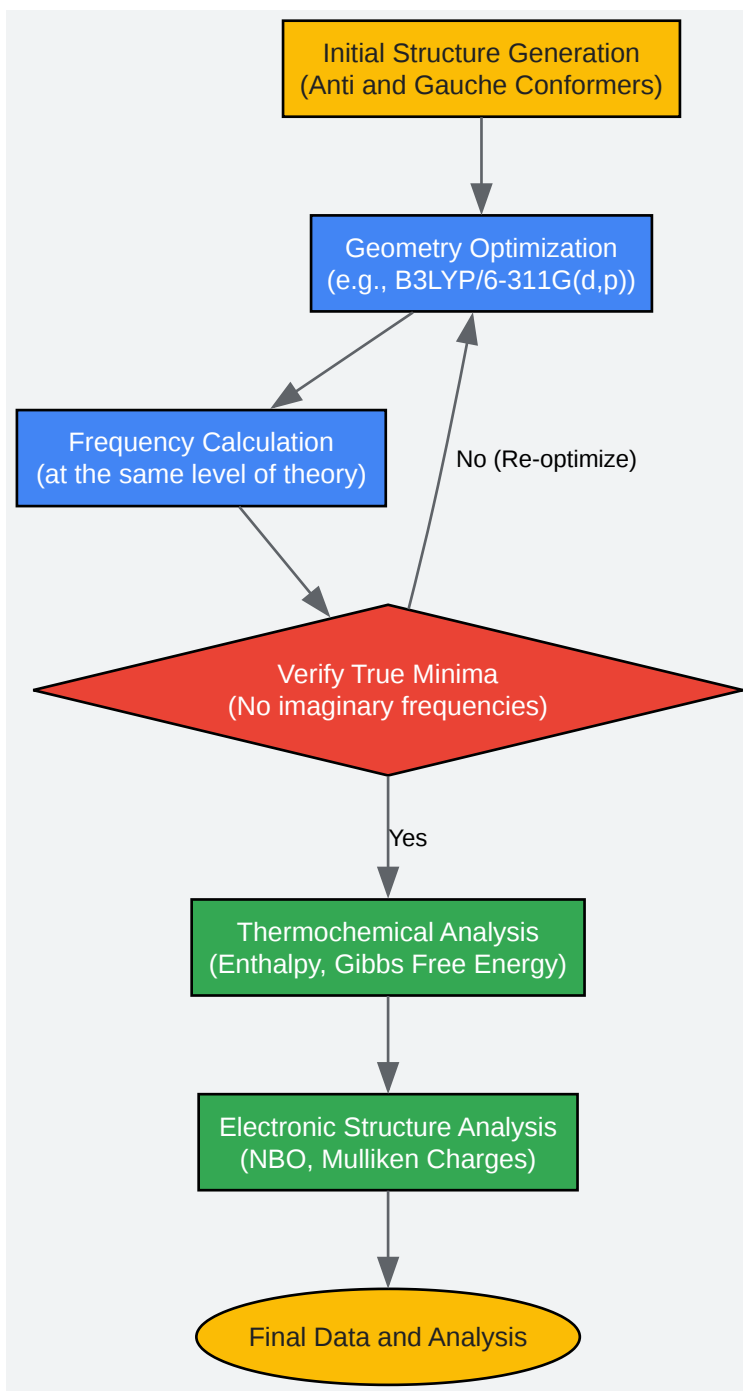 Initial Structure Generation
(Anti and Gauche Conformers)
Geometry Optimization
(e.g., B3LYP/6-311G(d,p))
Frequency Calculation
(at the same level of theory)
No (Re-optimize)
Verify True Minima
(No imaginary frequencies)
Yes
Thermochemical Analysis
(Enthalpy, Gibbs Free Energy)
Electronic Structure Analysis
(NBO, Mulliken Charges)
Final Data and Analysis